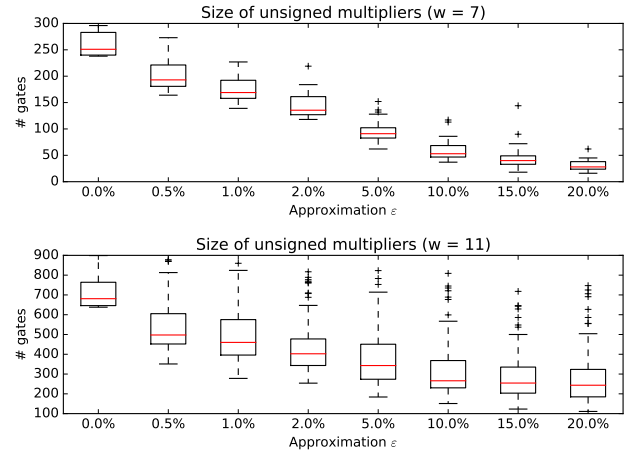 Size of unsigned multipliers (w = 7)
300
250
200
150
100
50
0
# gates
0.0% 0.5% 1.0% 2.0% 5.0% 10.0% 15.0% 20.0%
Approximation ε
Size of unsigned multipliers (w = 11)
900
800
700
600
500
400
300
200
100
# gates
0.0% 0.5% 1.0% 2.0% 5.0% 10.0% 15.0% 20.0%
Approximation ε